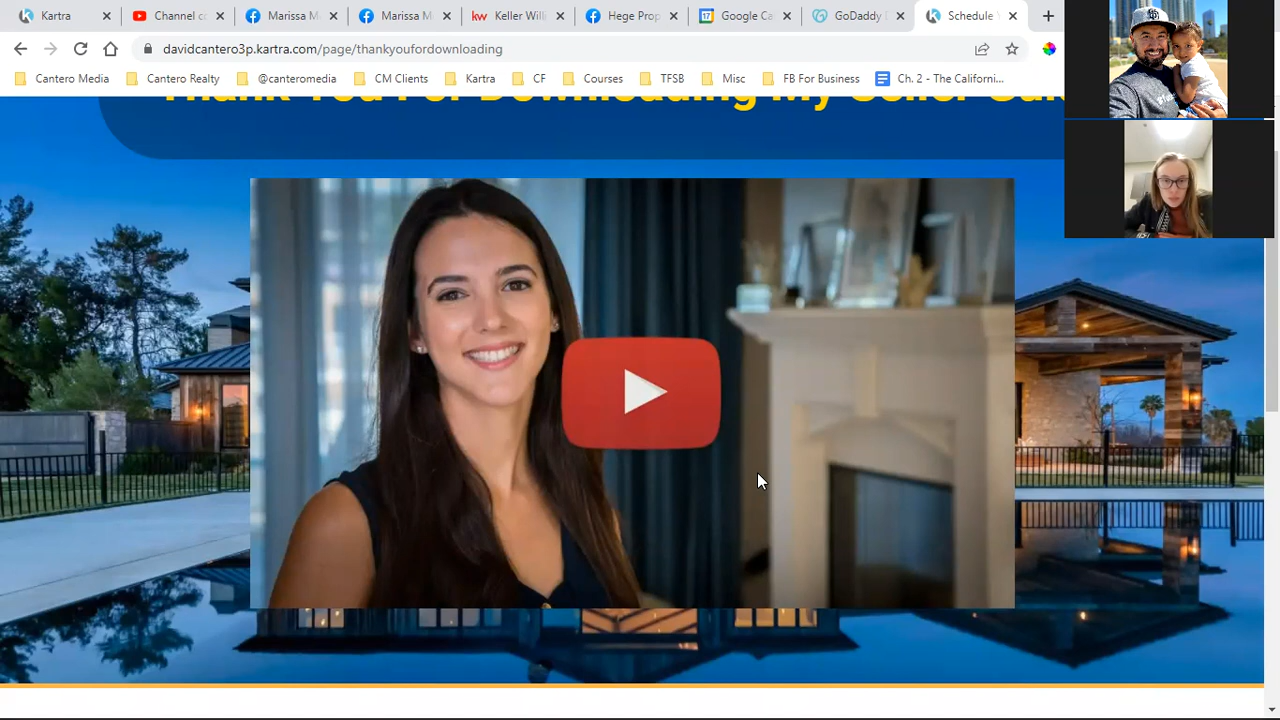 Kartra
Channel c
Marissa M
Marissa M
Keller Will
Hege Prop
Google Ca
GoDaddy
Schedule
davidcantero3p.kartra.com/page/thankyoufordownloading
Cantero Media
Cantero Realty
@canteromedia
CM Clie
Kartra
CF
Courses
TFSB
Misc
FB For Business
Ch. 2 - The Californi...
Thank You For Downloading My Seller